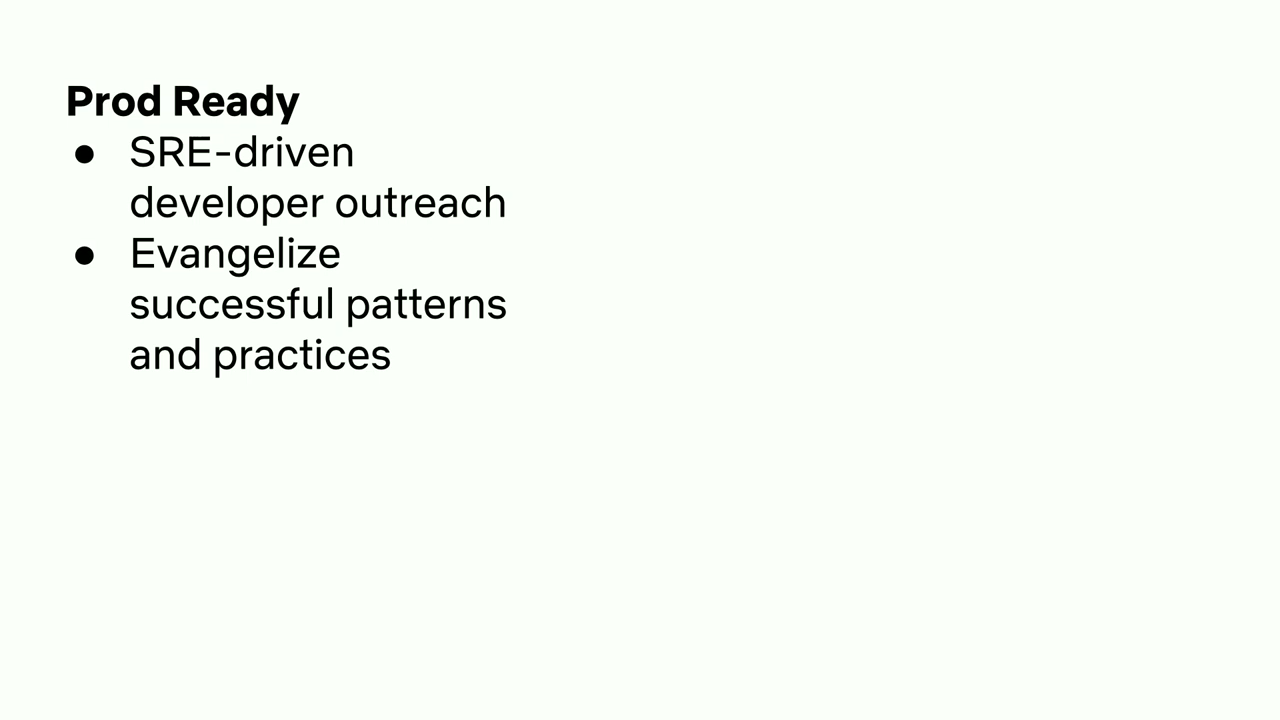 Prod Ready
● SRE-driven
developer outreach
● Evangelize
successful patterns
and practices